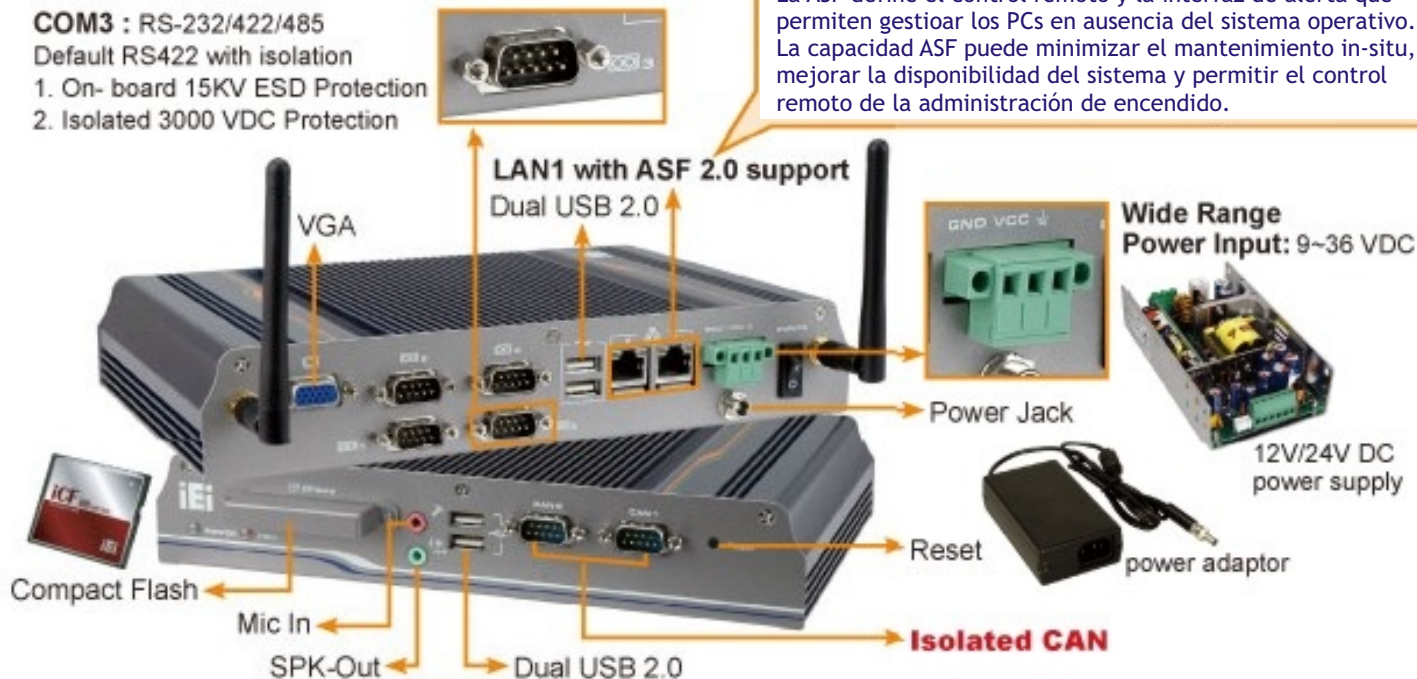 COM3 : RS-232/422/485
Default RS422 with isolation
1. On- board 15KV ESD Protection
2. Isolated 3000 VDC Protection
permiten gestioar los PCs en ausencia del sistema operativo.
La capacidad ASF puede minimizar el mantenimiento in-situ,
mejorar la disponibilidad del sistema y permitir el control
remoto de la administración de encendido.
3
LAN1 with ASF 2.0 support
Dual USB 2.0
VGA
GND VCC
Wide Range
Power Input: 9~36 VDC
Power Jack
12V/24V DC
power supply
iCF
iEi
iEi
CAN1
Reset
power adaptor
Compact Flash
Mic In
SPK-Out
Dual USB 2.0
Isolated CAN